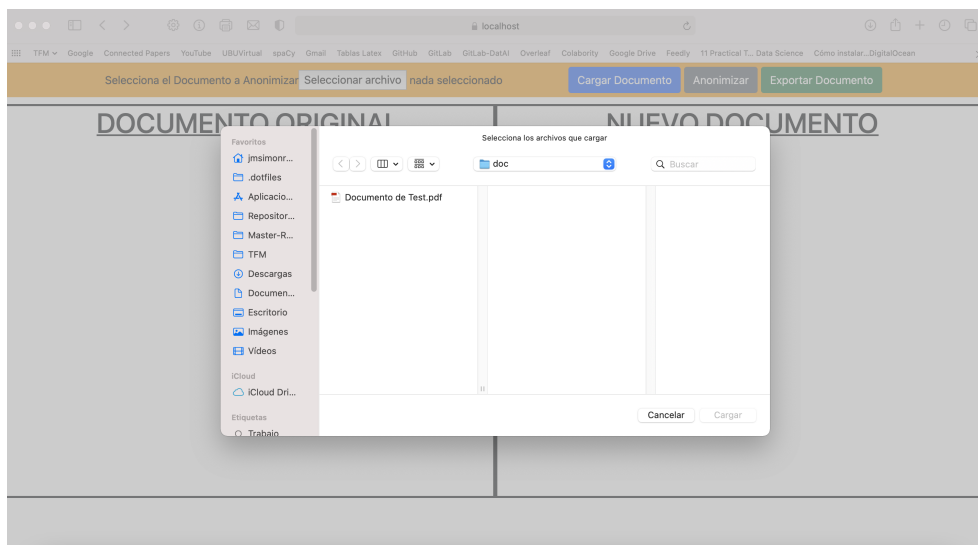 localhost
TFM Google Connected Papers YouTube UBUVirtual spaCy Gmail Tablas Latex GitHub GitLab GitLab-DatAI Overleaf Colabority Google Drive Feedly 11 Practical T... Data Science Cómo instalar...DigitalOcean
Selecciona el Documento a Anonimizar Seleccionar archivo nada seleccionado Cargar Documento Anonimizar Exportar Documento
DOCUMENTO ORIGINAL NUEVO DOCUMENTO
Selecciona los archivos que cargar
Favoritos
jmsimonr...
doc
Buscar
.dotfiles
Aplicacio...
Documento de Test.pdf
Repositor...
Master-R...
TFM
Descargas
Documen...
Escritorio
Imágenes
Vídeos
iCloud
iCloud Dri...
Cancelar Cargar
Etiquetas
Trabajo